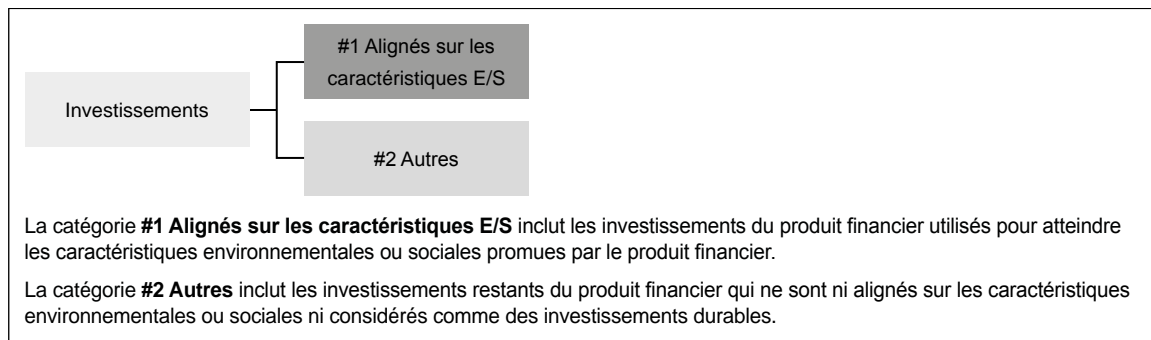 #1 Alignés sur les
caractéristiques E/S
Investissements
#2 Autres
La catégorie #1 Alignés sur les caractéristiques E/S inclut les investissements du produit financier utilisés pour atteindre
les caractéristiques environnementales ou sociales promues par le produit financier.
La catégorie #2 Autres inclut les investissements restants du produit financier qui ne sont ni alignés sur les caractéristiques
environnementales ou sociales ni considérés comme des investissements durables.